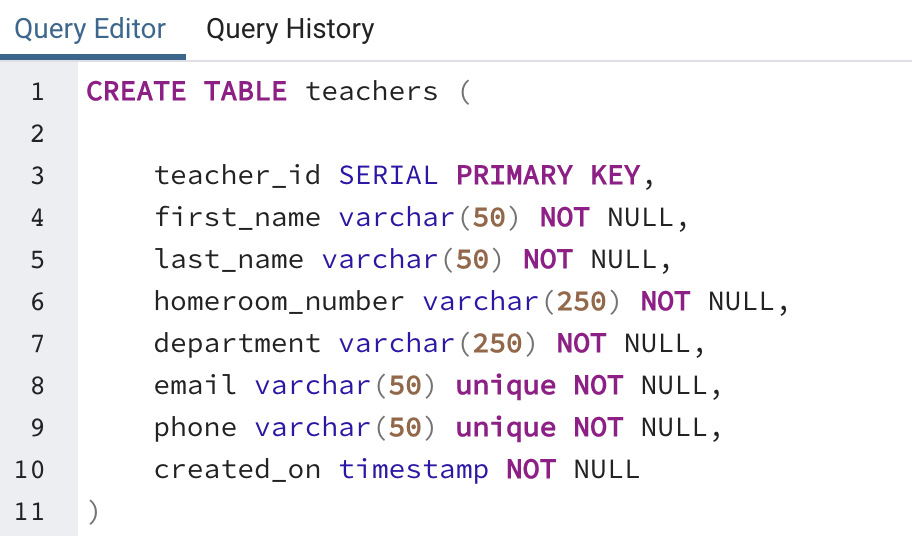 Query Editor Query History
1 CREATE TABLE teachers (
2
3 teacher_id SERIAL PRIMARY KEY,
4 first_name varchar(50) NOT NULL,
5 last_name varchar(50) NOT NULL,
6 homeroom_number varchar(250) NOT NULL,
7 department varchar(250) NOT NULL,
8 email varchar(50) unique NOT NULL,
9 phone varchar(50) unique NOT NULL,
10 created_on timestamp NOT NULL
11 )